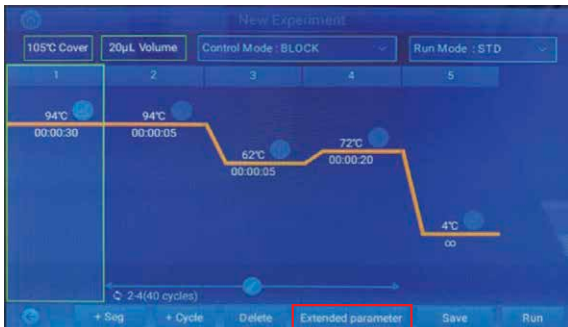 New Experiment
105℃ Cover 20μL Volume Control Mode : BLOCK Run Mode : STD
1 2 3 4 5
94℃ 94℃ 62℃ 72℃ 4℃
00:00:30 00:00:05 00:00:05 00:00:20 ∞
2-4(40 cycles)
+ Seg + Cycle Delete Extended parameter Save Run